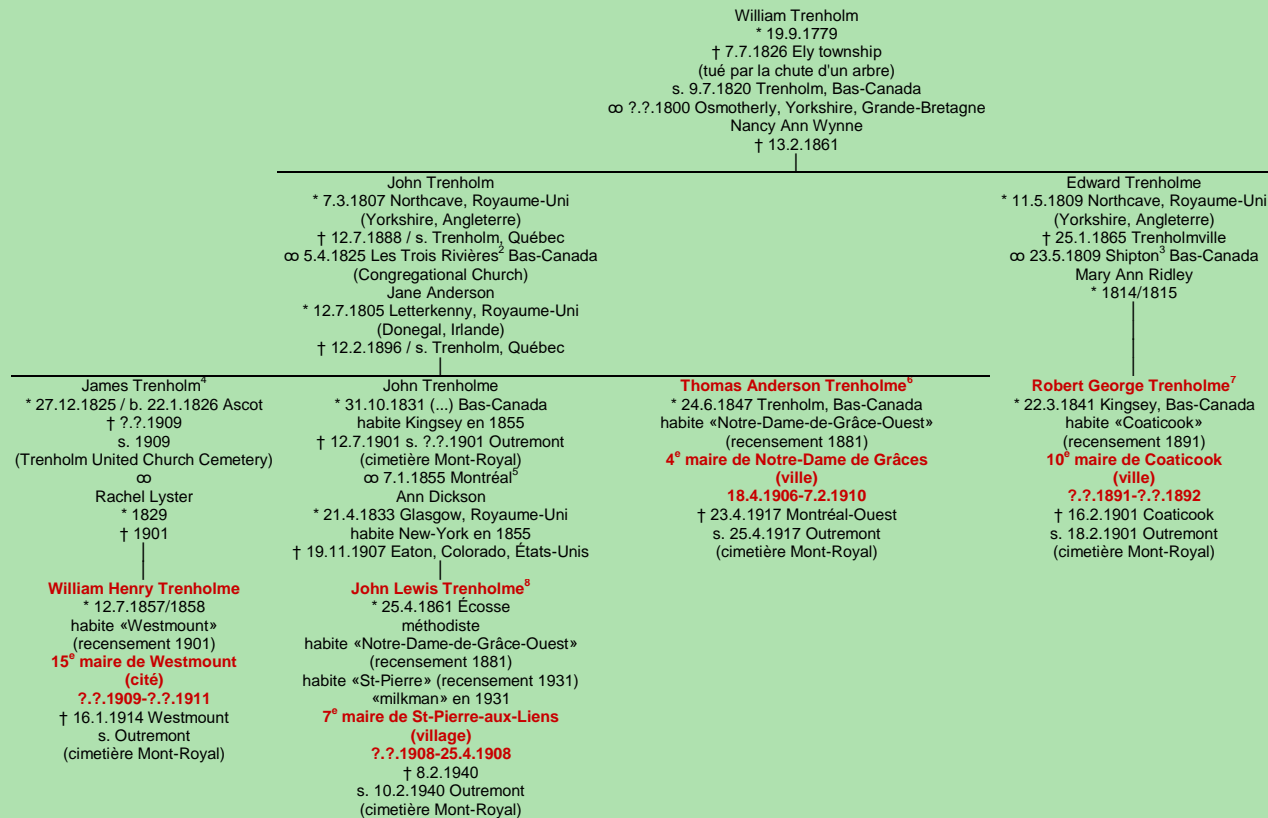 William Trenholm
* 19.9.1779
† 7.7.1826 Ely township
(tué par la chute d'un arbre)
s. 9.7.1820 Trenholm, Bas-Canada
∞ ?.?.1800 Osmotherly, Yorkshire, Grande-Bretagne
Nancy Ann Wynne
† 13.2.1861
John Trenholm
* 7.3.1807 Northcave, Royaume-Uni
(Yorkshire, Angleterre)
† 12.7.1888 / s. Trenholm, Québec
∞ 5.4.1825 Les Trois Rivières² Bas-Canada
(Congregational Church)
Jane Anderson
* 12.7.1805 Letterkenny, Royaume-Uni
(Donegal, Irlande)
† 12.2.1896 / s. Trenholm, Québec
Edward Trenholme
* 11.5.1809 Northcave, Royaume-Uni
(Yorkshire, Angleterre)
† 25.1.1865 Trenholmville
∞ 23.5.1809 Shipton³ Bas-Canada
Mary Ann Ridley
* 1814/1815
James Trenholm⁴
* 27.12.1825 / b. 22.1.1826 Ascot
† ?.?.1909
s. 1909
(Trenholm United Church Cemetery)
∞
Rachel Lyster
* 1829
† 1901
John Trenholme
* 31.10.1831 (...) Bas-Canada
habite Kingsey en 1855
† 12.7.1901 s. ?.?.1901 Outremont
(cimetière Mont-Royal)
∞ 7.1.1855 Montréal⁵
Ann Dickson
* 21.4.1833 Glasgow, Royaume-Uni
habite New-York en 1855
† 19.11.1907 Eaton, Colorado, États-Unis
Thomas Anderson Trenholme⁶
* 24.6.1847 Trenholm, Bas-Canada
habite «Notre-Dame-de-Grâce-Ouest»
(recensement 1881)
4ᵉ maire de Notre-Dame de Grâces
(ville)
18.4.1906-7.2.1910
† 23.4.1917 Montréal-Ouest
s. 25.4.1917 Outremont
(cimetière Mont-Royal)
Robert George Trenholme⁷
* 22.3.1841 Kingsey, Bas-Canada
habite «Coaticook»
(recensement 1891)
10ᵉ maire de Coaticook
(ville)
?.?.1891-?.?.1892
† 16.2.1901 Coaticook
s. 18.2.1901 Outremont
(cimetière Mont-Royal)
William Henry Trenholme
* 12.7.1857/1858
habite «Westmount»
(recensement 1901)
15ᵉ maire de Westmount
(cité)
?.?.1909-?.?.1911
† 16.1.1914 Westmount
s. Outremont
(cimetière Mont-Royal)
John Lewis Trenholme⁸
* 25.4.1861 Écosse
méthodiste
habite «Notre-Dame-de-Grâce-Ouest»
(recensement 1881)
habite «St-Pierre» (recensement 1931)
«milkman» en 1931
7ᵉ maire de St-Pierre-aux-Liens
(village)
?.?.1908-25.4.1908
† 8.2.1940
s. 10.2.1940 Outremont
(cimetière Mont-Royal)